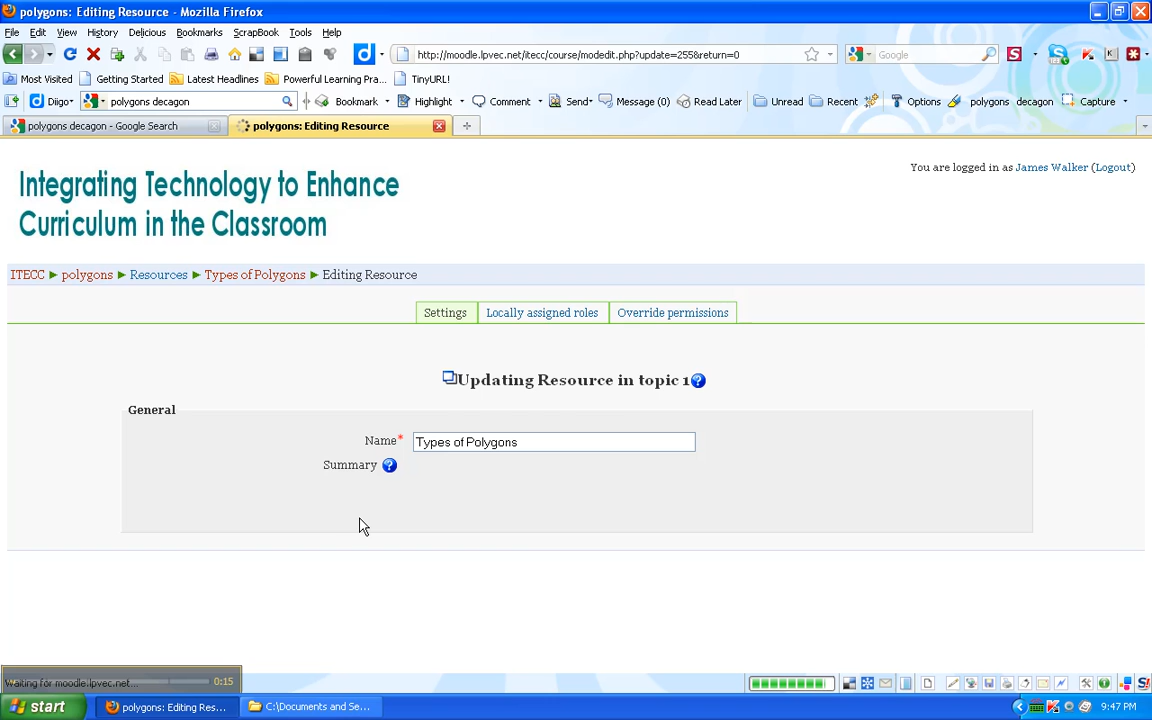 polygons: Editing Resource - Mozilla Firefox
File Edit View History Delicious Bookmarks ScrapBook Tools Help
http://moodle.lpvec.net/itecc/course/modedit.php?update=255&return=0
Google
Most Visited Getting Started Latest Headlines Powerful Learning Pra... TinyURL!
Diigo polygons decagon Bookmark Highlight Comment Send Message (0) Read Later Unread Recent Options polygons decagon Capture
polygons decagon - Google Search polygons: Editing Resource
You are logged in as James Walker (Logout)
Integrating Technology to Enhance
Curriculum in the Classroom
ITECC ► polygons ► Resources ► Types of Polygons ► Editing Resource
Settings Locally assigned roles Override permissions
Updating Resource in topic 1
General
Name* Types of Polygons
Summary
Waiting for moodle.lpvec.net... 0:15
start polygons: Editing Res... C:\Documents and Se... 9:47 PM